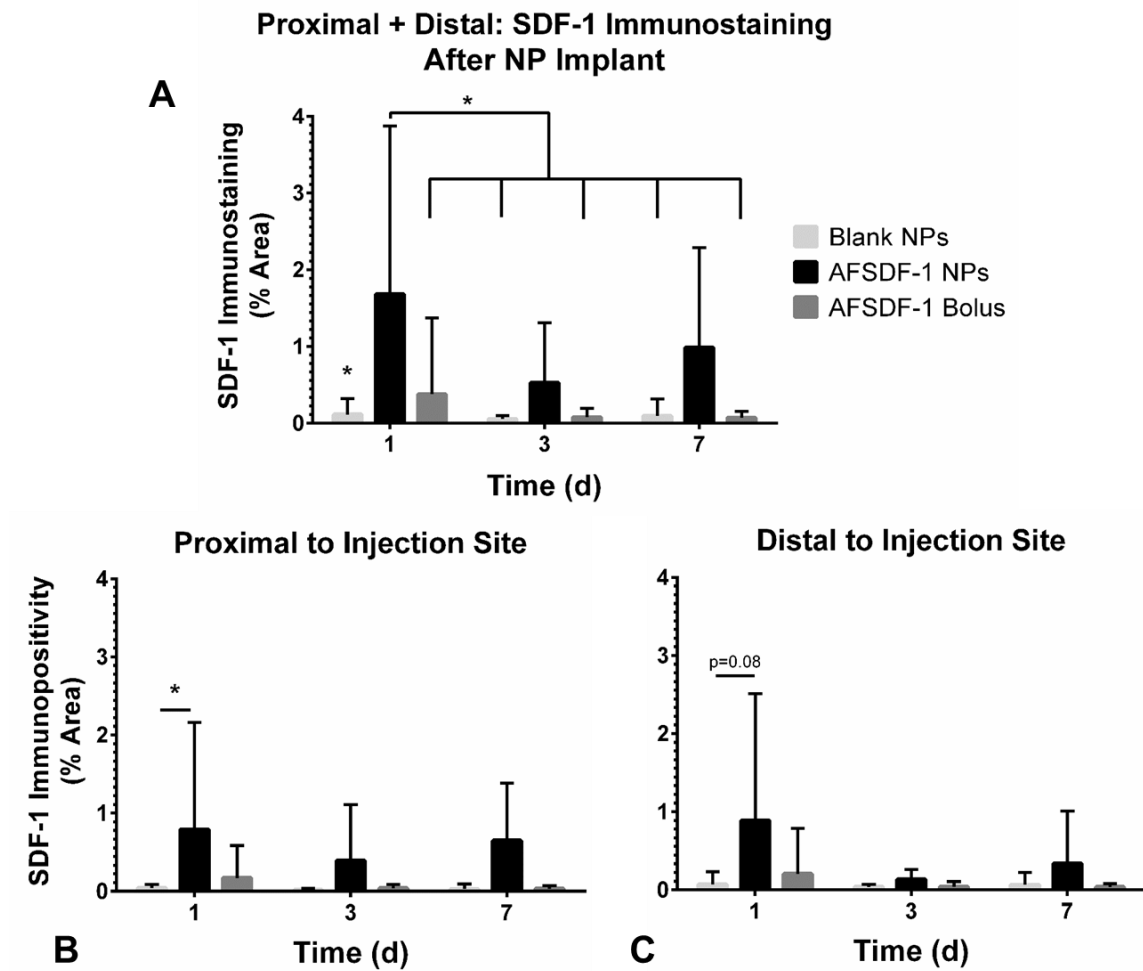 Proximal + Distal: SDF-1 Immunostaining
After NP Implant
A
*
SDF-1 Immunostaining
(% Area)
4
3
2
1
0
*
1
3
7
Time (d)
Blank NPs
AFSDF-1 NPs
AFSDF-1 Bolus
Proximal to Injection Site
SDF-1 Immunopositivity
(% Area)
4
3
2
1
0
*
1
3
7
Time (d)
B
Distal to Injection Site
4
3
2
1
0
p=0.08
1
3
7
Time (d)
C